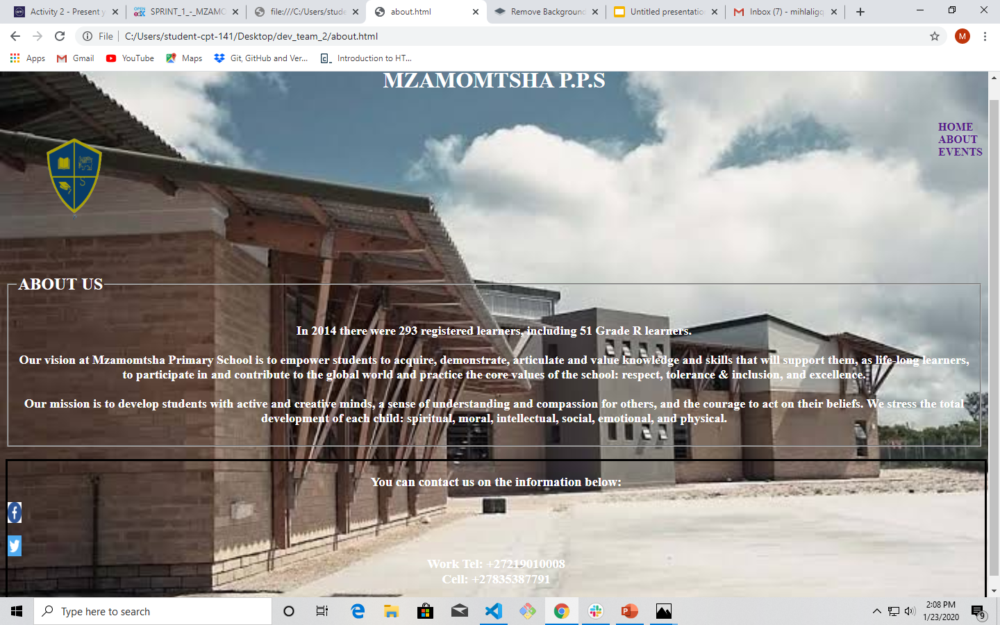 Activity 2 - Present y
SPRINT_1_-_MZAMO
file:///C:/Users/stude
about.html
Remove Background
Untitled presentation
Inbox (7) - mihlaligq
File
C:/Users/student-cpt-141/Desktop/dev_team_2/about.html
M
Apps
Gmail
YouTube
Maps
Git, GitHub and Ver...
Introduction to HT...
MZAMOMTSHA P.P.S
HOME
ABOUT
EVENTS
S
P
ABOUT US
In 2014 there were 293 registered learners, including 51 Grade R learners.
Our vision at Mzamomtsha Primary School is to empower students to acquire, demonstrate, articulate and value knowledge and skills that will support them, as life-long learners,
to participate in and contribute to the global world and practice the core values of the school: respect, tolerance & inclusion, and excellence.
Our mission is to develop students with active and creative minds, a sense of understanding and compassion for others, and the courage to act on their beliefs. We stress the total
development of each child: spiritual, moral, intellectual, social, emotional, and physical.
You can contact us on the information below:
Work Tel: +27219010008
Cell: +27835387791
Type here to search
2:08 PM
1/23/2020
9